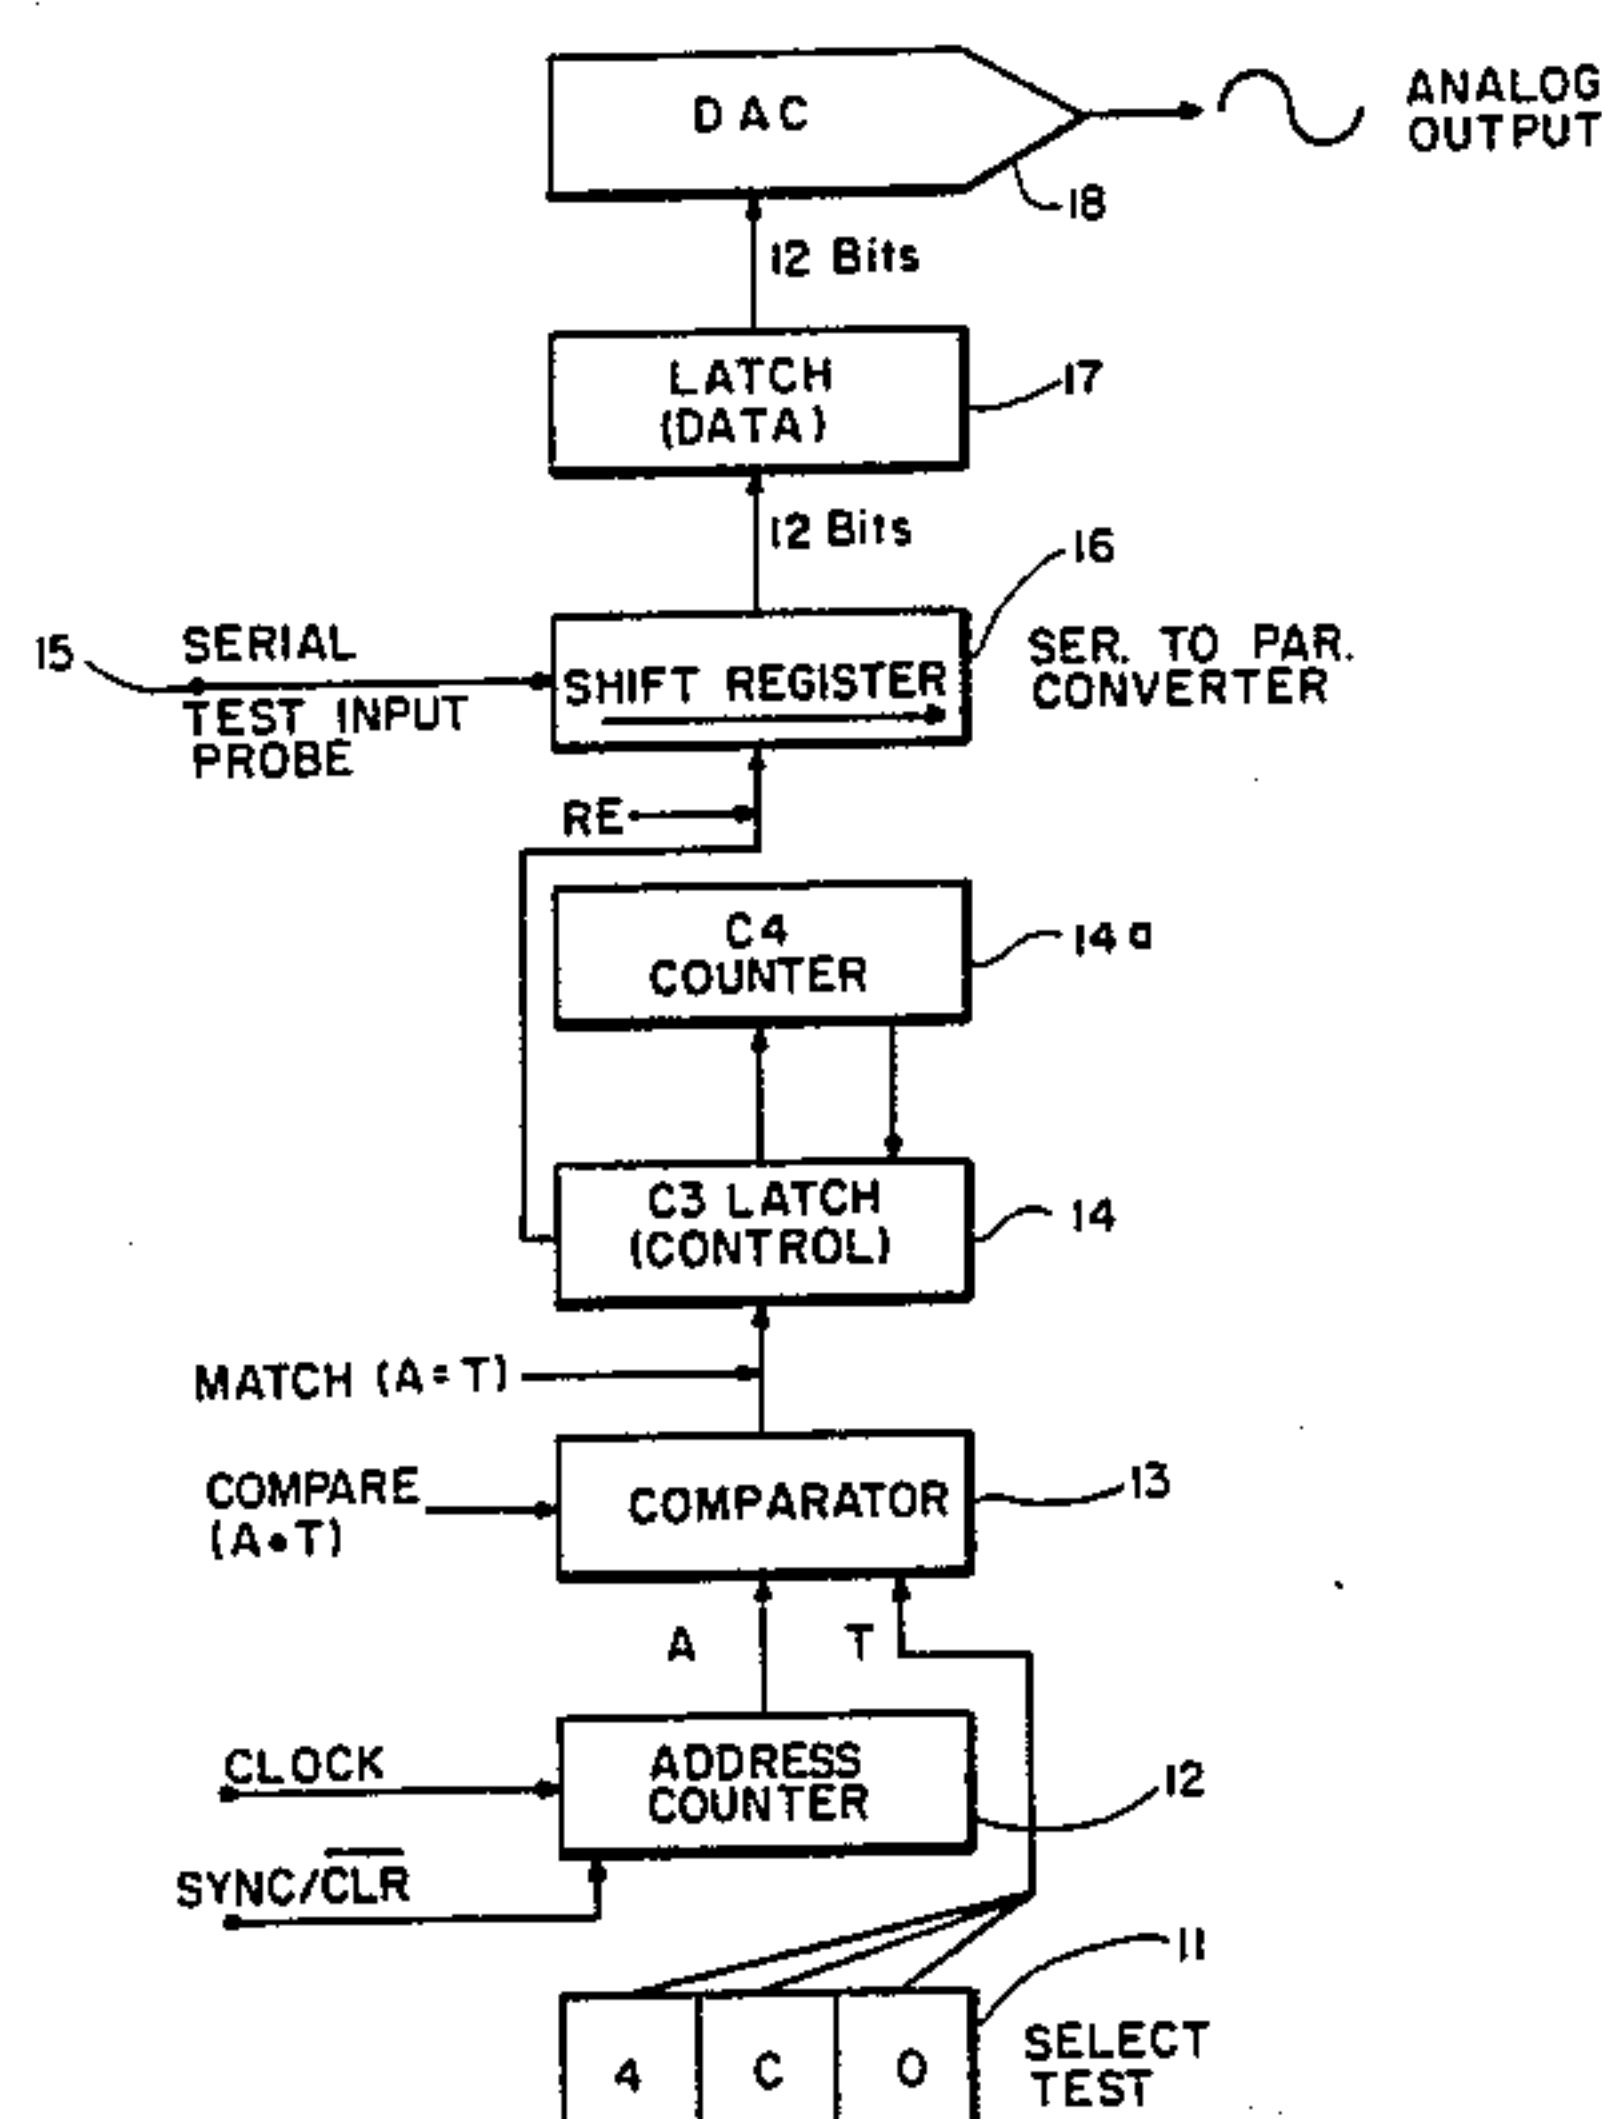 DAC
ANALOG
OUTPUT
18
12 Bits
LATCH
(DATA)
17
12 Bits
16
15
SERIAL
TEST INPUT
PROBE
SHIFT REGISTER
SER. TO PAR.
CONVERTER
RE
C4
COUNTER
14a
C3 LATCH
(CONTROL)
14
MATCH (A=T)
COMPARE
(A•T)
COMPARATOR
13
A
T
CLOCK
ADDRESS
COUNTER
12
SYNC/C̅L̅R̅
11
4
C
0
SELECT
TEST